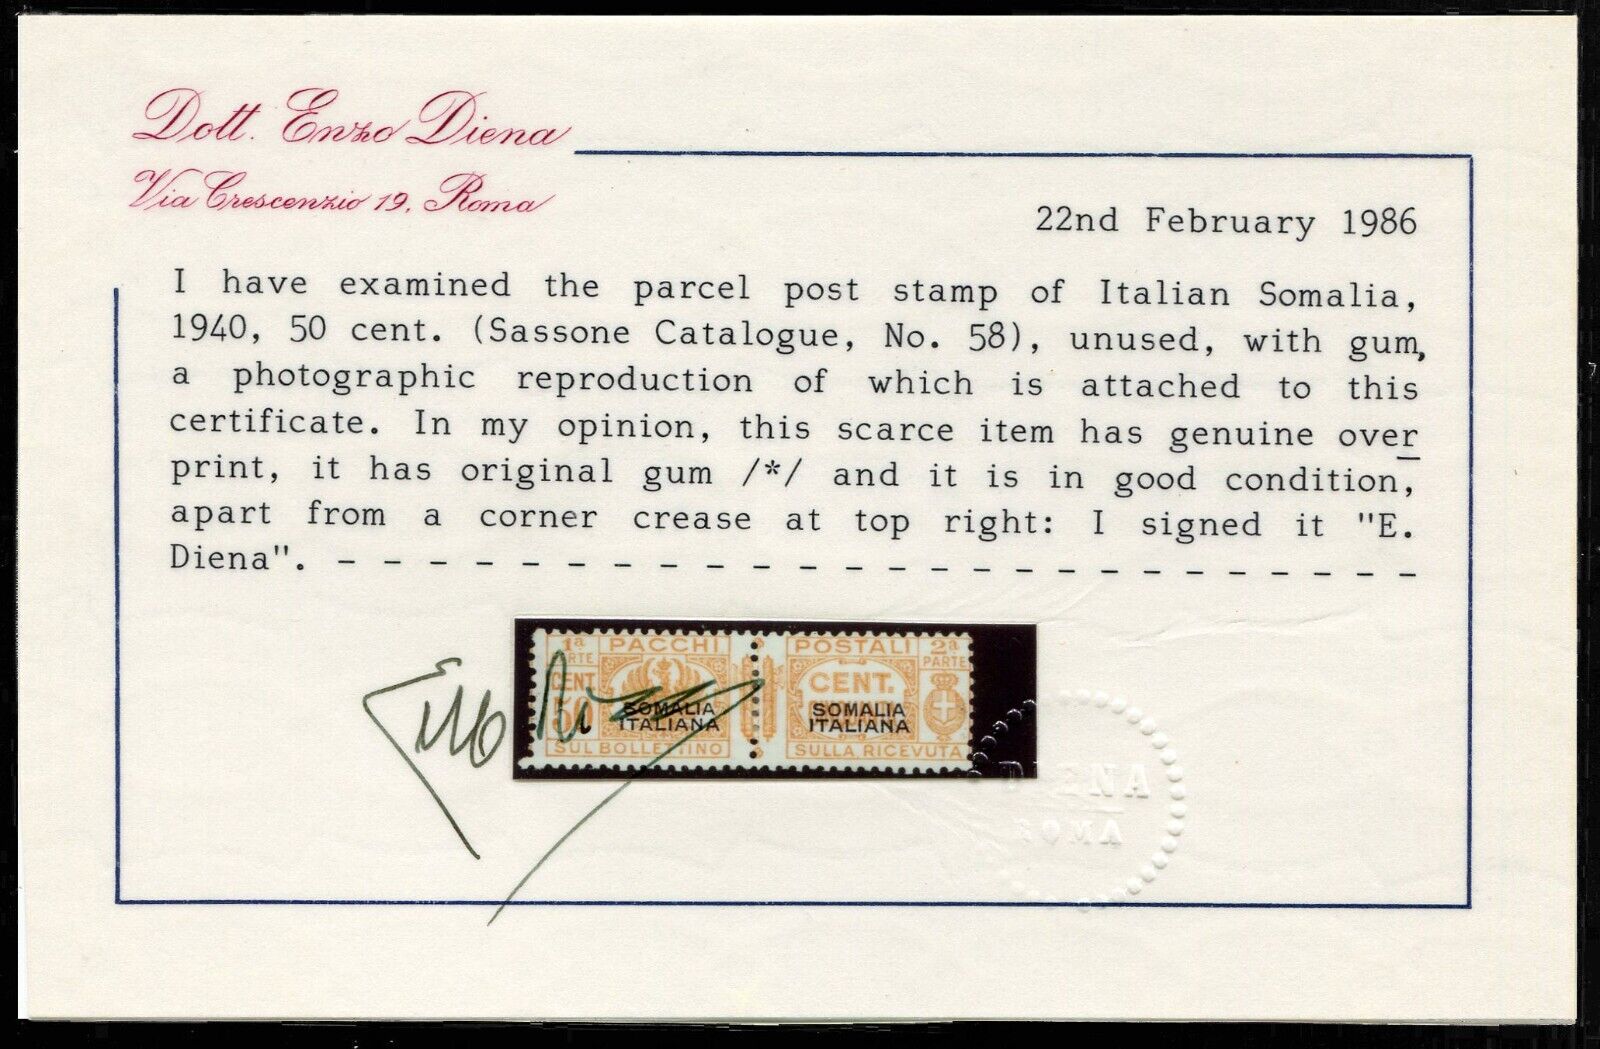 Dott. Enzo Diena
Via Crescenzio 19, Roma
22nd February 1986
I have examined the parcel post stamp of Italian Somalia,
1940, 50 cent. (Sassone Catalogue, No. 58), unused, with gum,
a photographic reproduction of which is attached to this
certificate. In my opinion, this scarce item has genuine over
print, it has original gum /*/ and it is in good condition,
apart from a corner crease at top right: I signed it "E.
Diena". - - - - - - - - - - - - - - - - - - - - - - - -
1ª PACCHI POSTALI 2ª
PARTE
CENT CENT.
50
SOMALIA SOMALIA
ITALIANA ITALIANA
SUL BOLLETTINO SULLA RICEVUTA